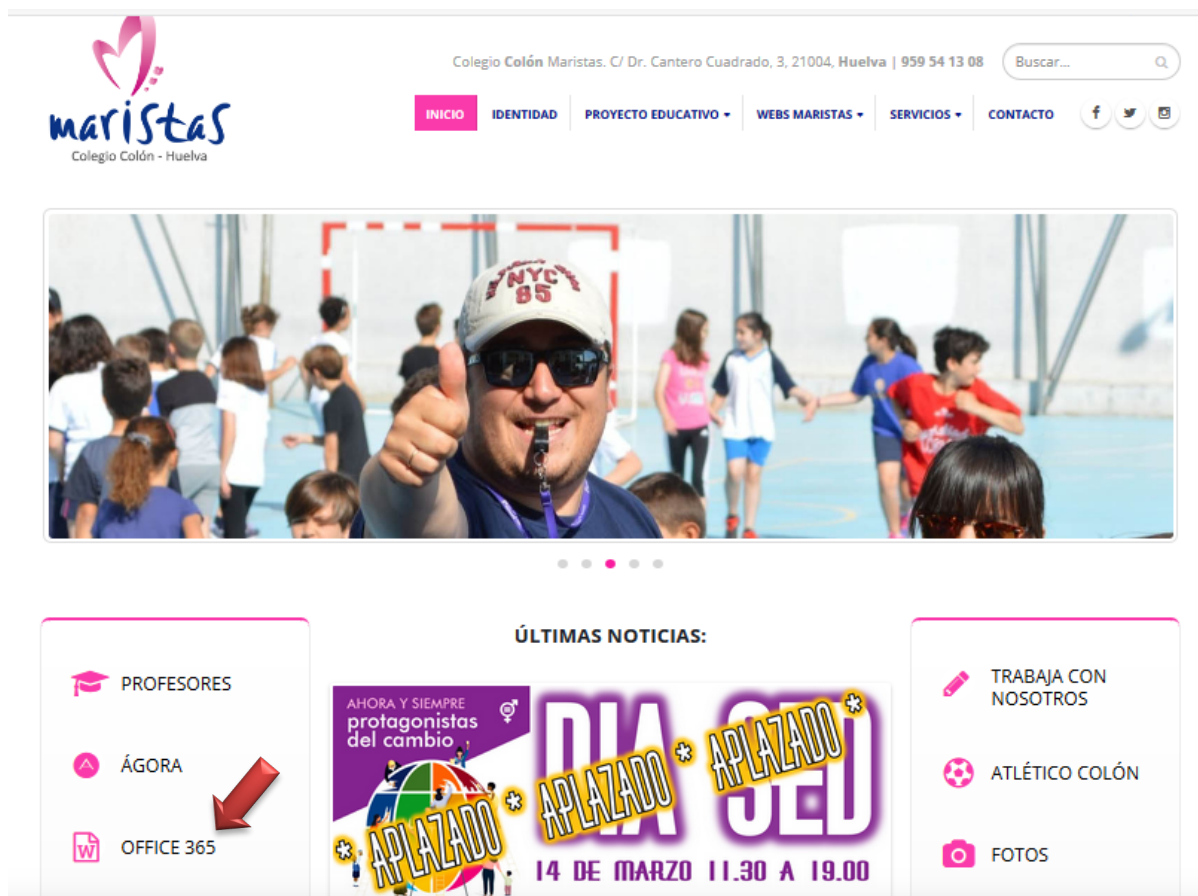 maristas
Colegio Colón - Huelva
Colegio Colón Maristas. C/ Dr. Cantero Cuadrado, 3, 21004, Huelva | 959 54 13 08
Buscar...
INICIO
IDENTIDAD
PROYECTO EDUCATIVO
WEBS MARISTAS
SERVICIOS
CONTACTO
NYC
85
ÚLTIMAS NOTICIAS:
PROFESORES
ÁGORA
OFFICE 365
AHORA Y SIEMPRE
protagonistas
del cambio
DIA SED
* APLAZADO * APLAZADO * APLAZADO *
14 DE MARZO 11.30 A 19.00
TRABAJA CON
NOSOTROS
ATLÉTICO COLÓN
FOTOS